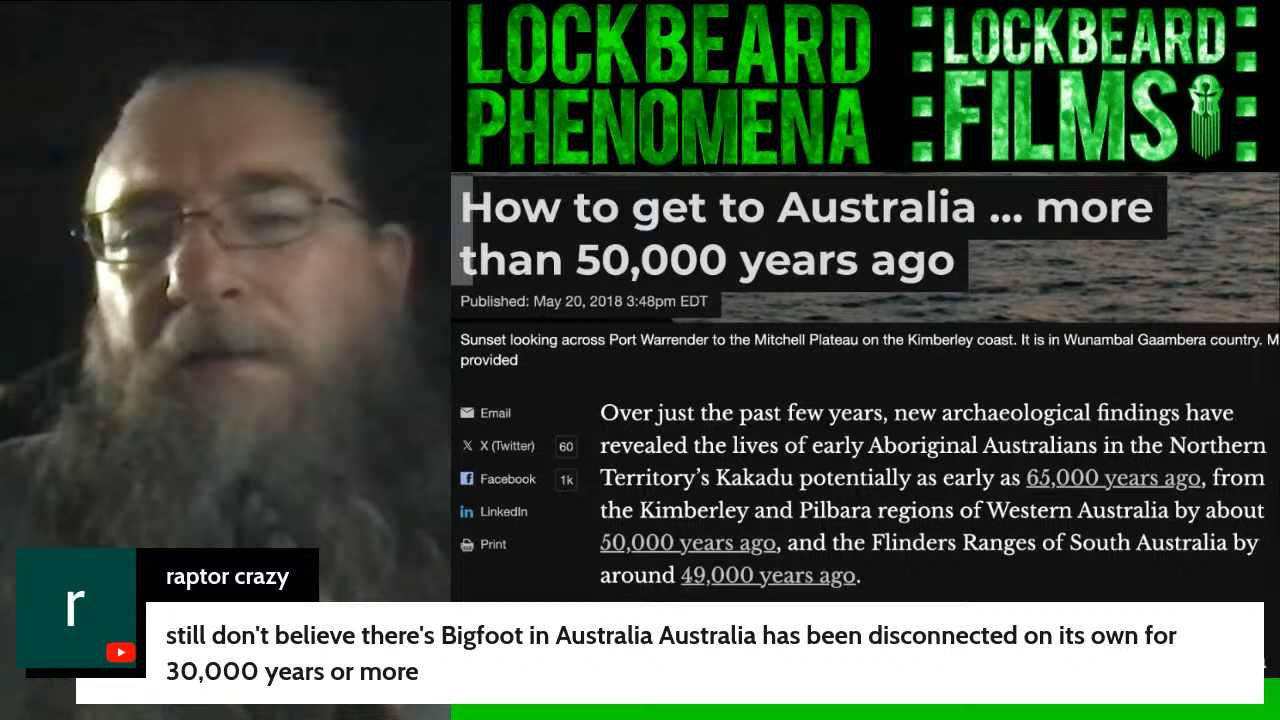 LOCKBEARD
PHENOMENA
LOCKBEARD
FILMS
How to get to Australia ... more
than 50,000 years ago
Published: May 20, 2018 3:48pm EDT
Sunset looking across Port Warrender to the Mitchell Plateau on the Kimberley coast. It is in Wunambal Gaambera country. M
provided
Email
X (Twitter) 60
Facebook 1k
LinkedIn
Print
Over just the past few years, new archaeological findings have
revealed the lives of early Aboriginal Australians in the Northern
Territory’s Kakadu potentially as early as 65,000 years ago, from
the Kimberley and Pilbara regions of Western Australia by about
50,000 years ago, and the Flinders Ranges of South Australia by
around 49,000 years ago.
r
raptor crazy
still don't believe there's Bigfoot in Australia Australia has been disconnected on its own for
30,000 years or more